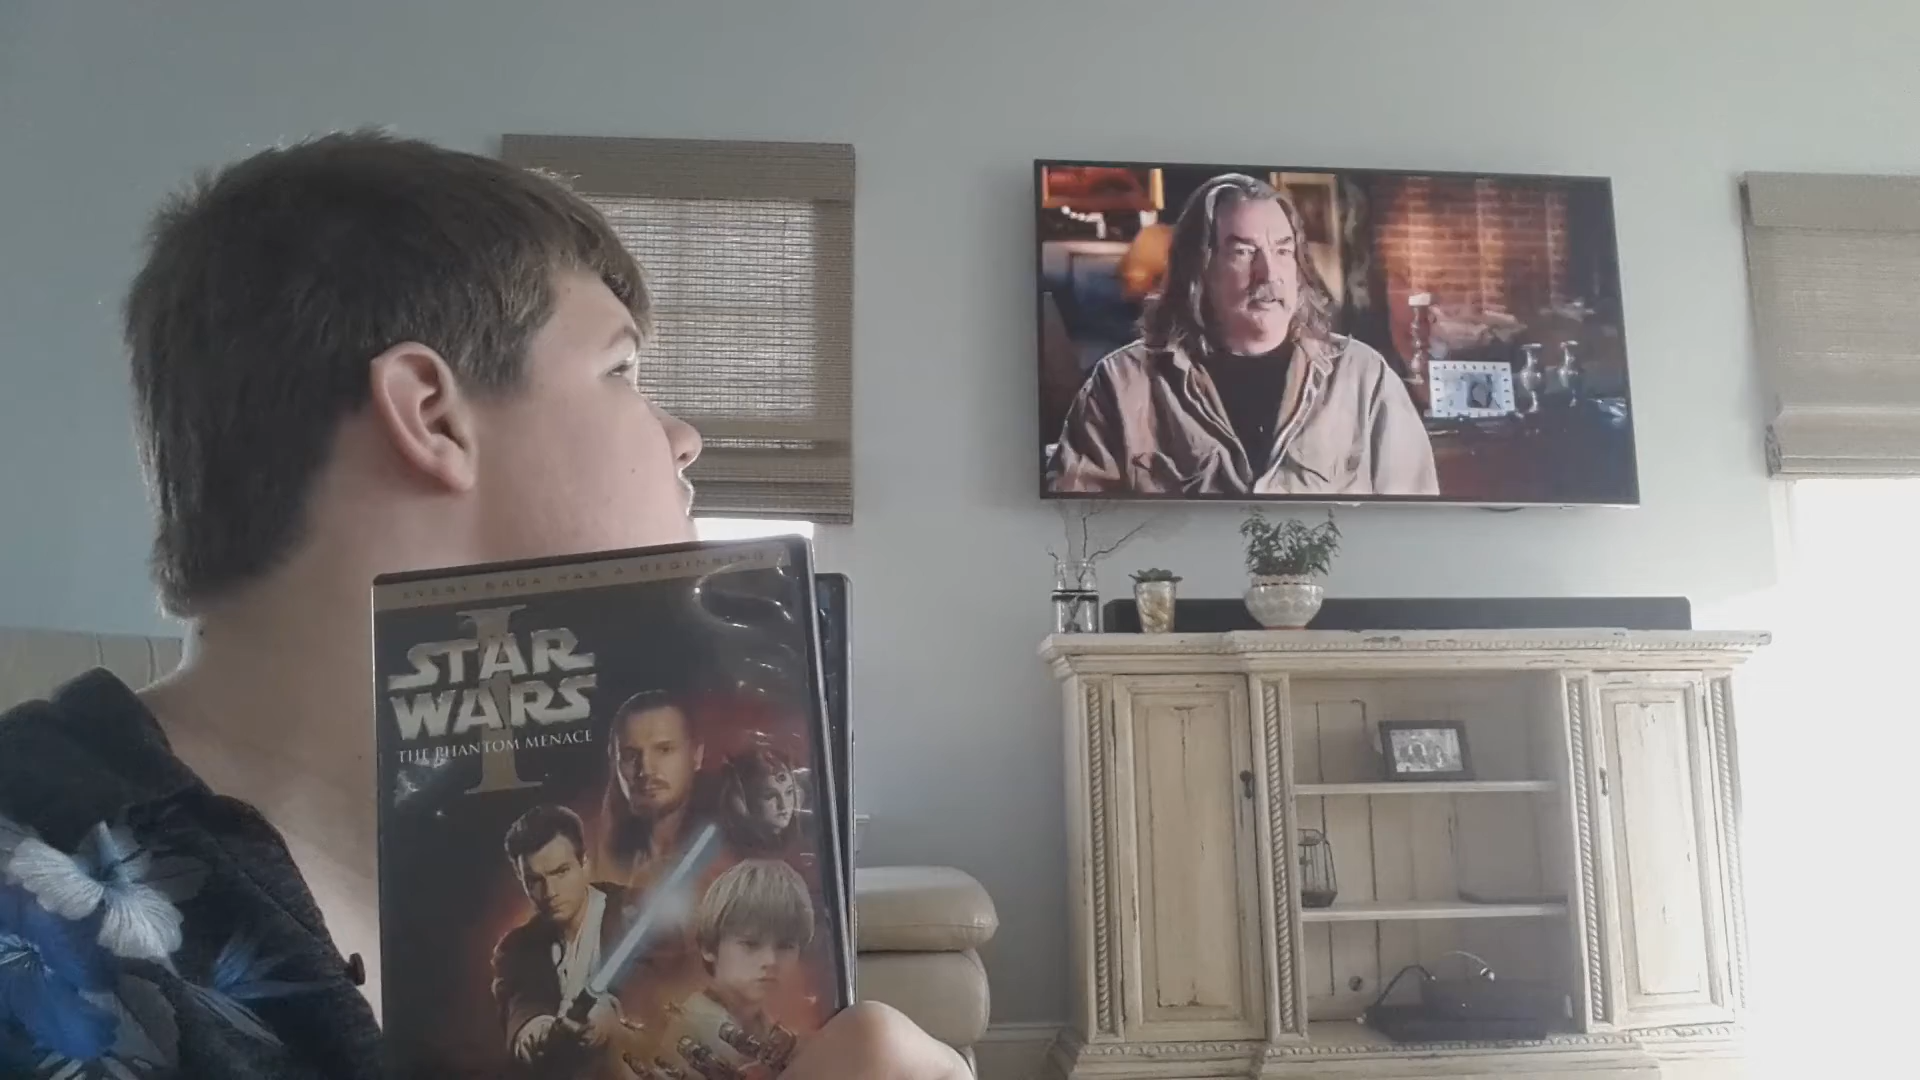 EVERY SAGA HAS A BEGINNING
I
STAR
WARS
THE PHANTOM MENACE